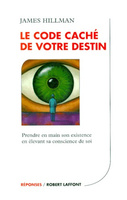 JAMES HILLMAN
LE CODE CACHÉ
DE VOTRE DESTIN
Prendre en main son existence
en élevant sa conscience de soi
RÉPONSES / ROBERT LAFFONT